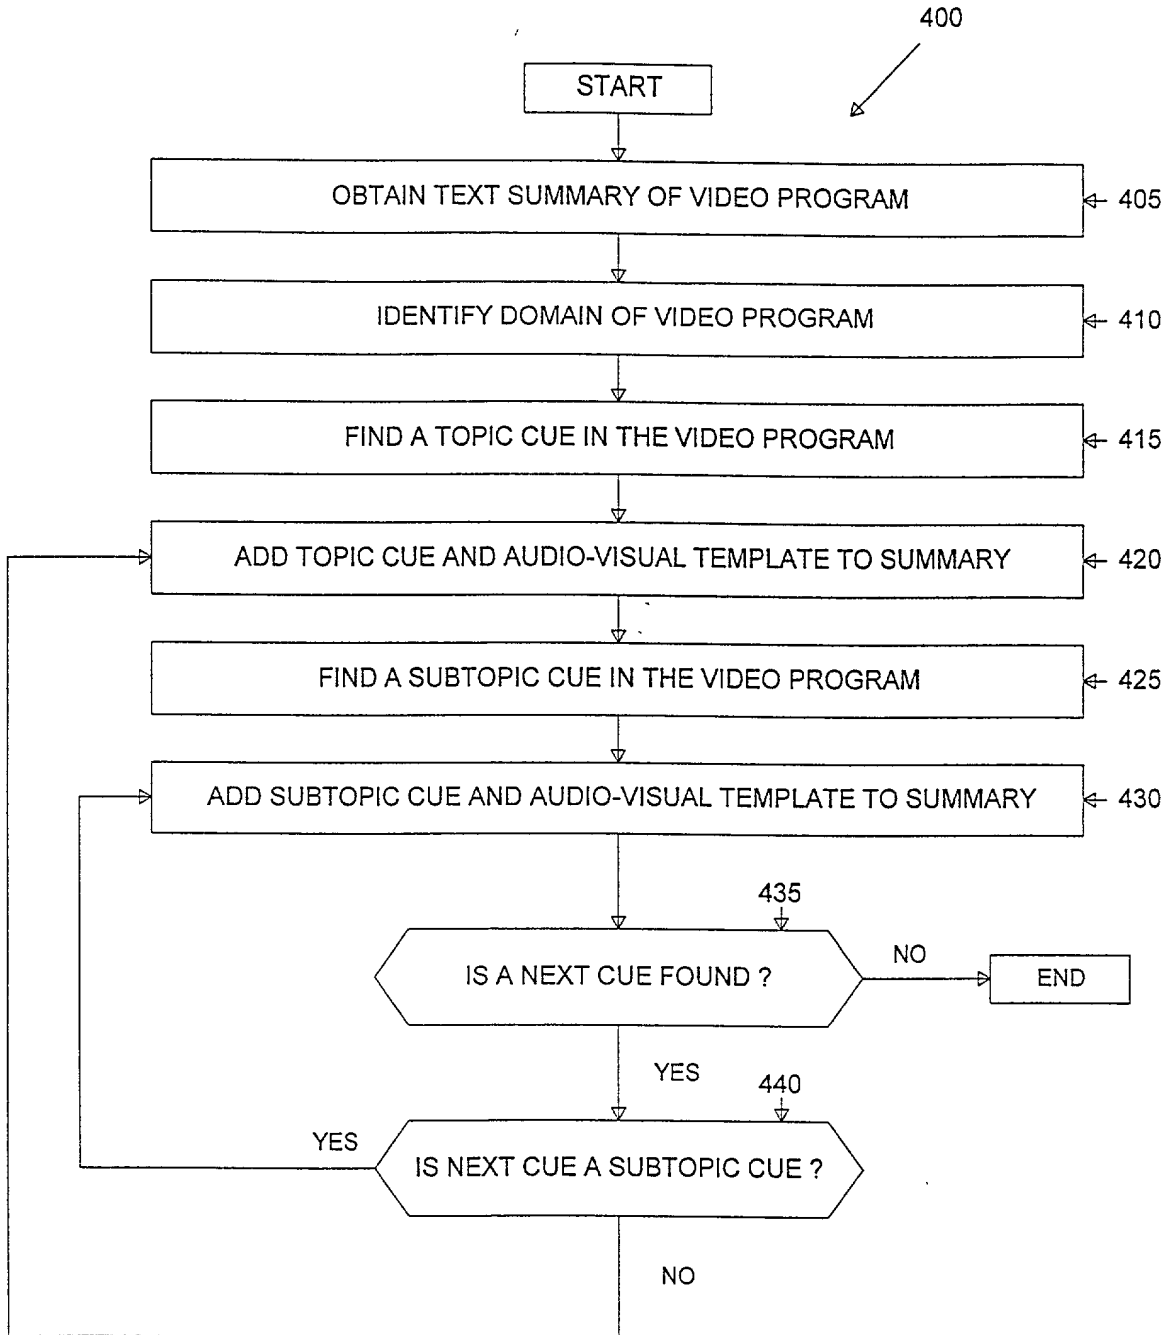 400
START
OBTAIN TEXT SUMMARY OF VIDEO PROGRAM
405
IDENTIFY DOMAIN OF VIDEO PROGRAM
410
FIND A TOPIC CUE IN THE VIDEO PROGRAM
415
ADD TOPIC CUE AND AUDIO-VISUAL TEMPLATE TO SUMMARY
420
FIND A SUBTOPIC CUE IN THE VIDEO PROGRAM
425
ADD SUBTOPIC CUE AND AUDIO-VISUAL TEMPLATE TO SUMMARY
430
435
IS A NEXT CUE FOUND ?
NO
END
YES
440
YES
IS NEXT CUE A SUBTOPIC CUE ?
NO